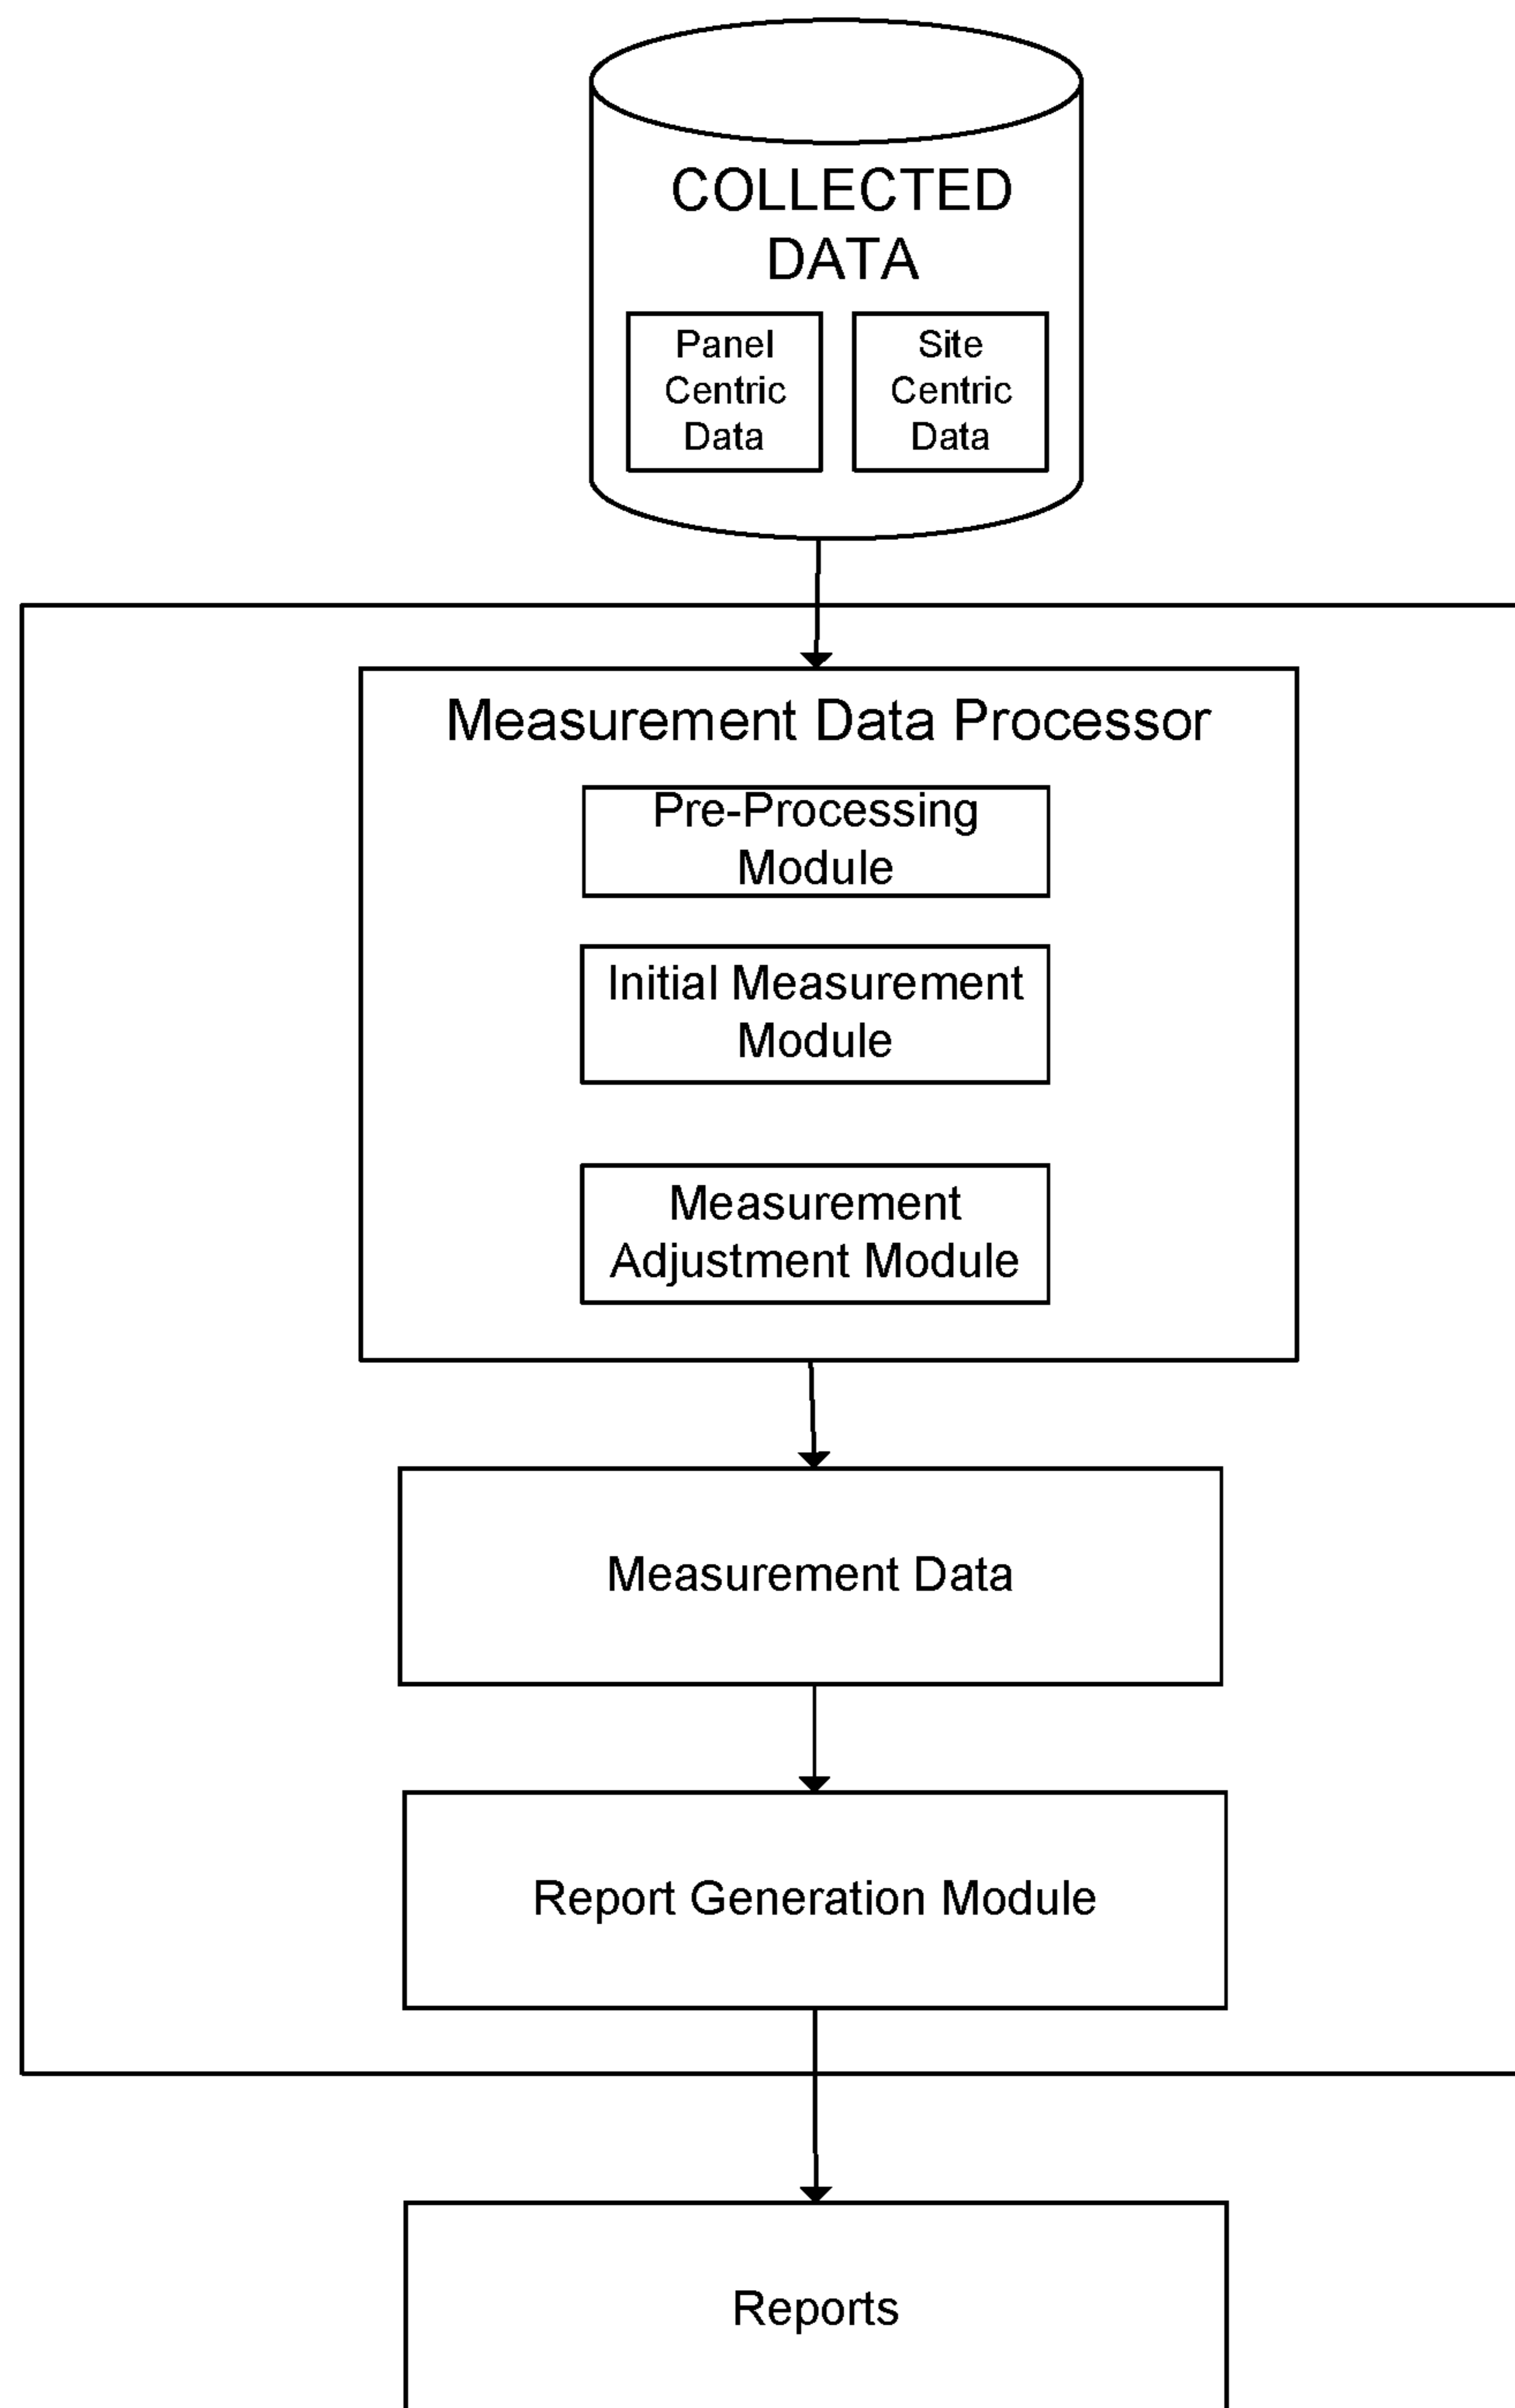 COLLECTED
DATA
Panel
Centric
Data
Site
Centric
Data
Measurement Data Processor
Pre-Processing
Module
Initial Measurement
Module
Measurement
Adjustment Module
Measurement Data
Report Generation Module
Reports